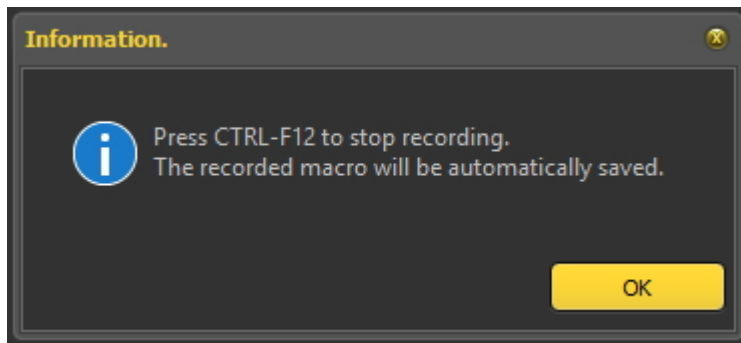 Information.
Press CTRL-F12 to stop recording.
The recorded macro will be automatically saved.
OK